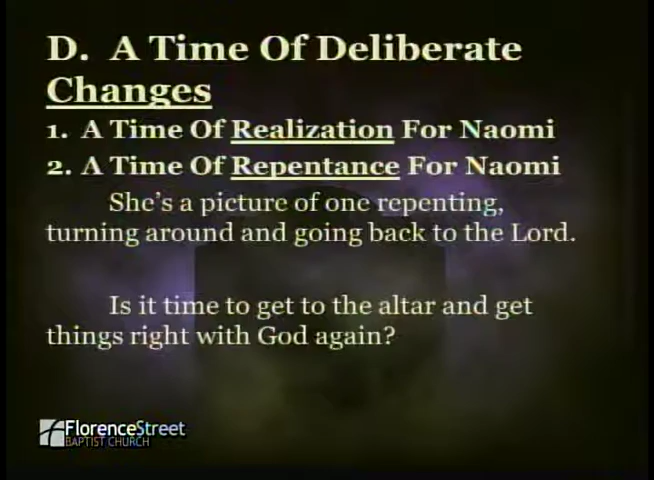 D. A Time Of Deliberate
Changes
1. A Time Of Realization For Naomi
2. A Time Of Repentance For Naomi
She's a picture of one repenting,
turning around and going back to the Lord.
Is it time to get to the altar and get
things right with God again?
FlorenceStreet
BAPTIST CHURCH